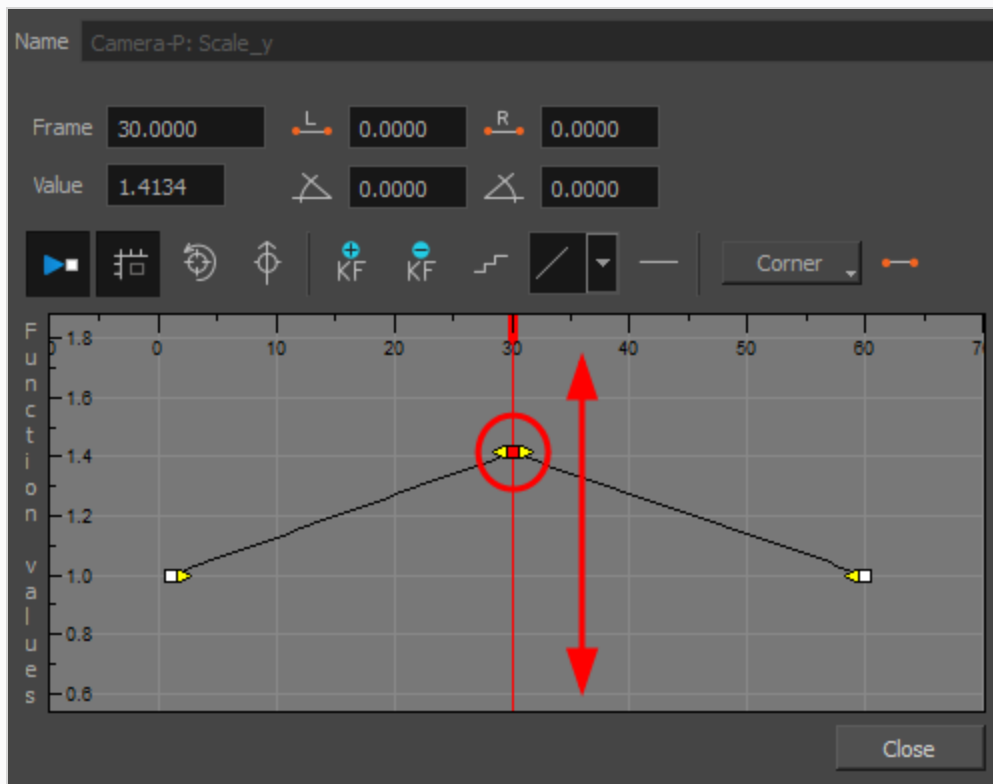 Name Camera-P: Scale_y
Frame 30.0000 L 0.0000 R 0.0000
Value 1.4134 0.0000 0.0000
KF KF Corner
Function values
0 10 20 30 40 50 60
1.8
1.6
1.4
1.2
1.0
0.8
0.6
Close